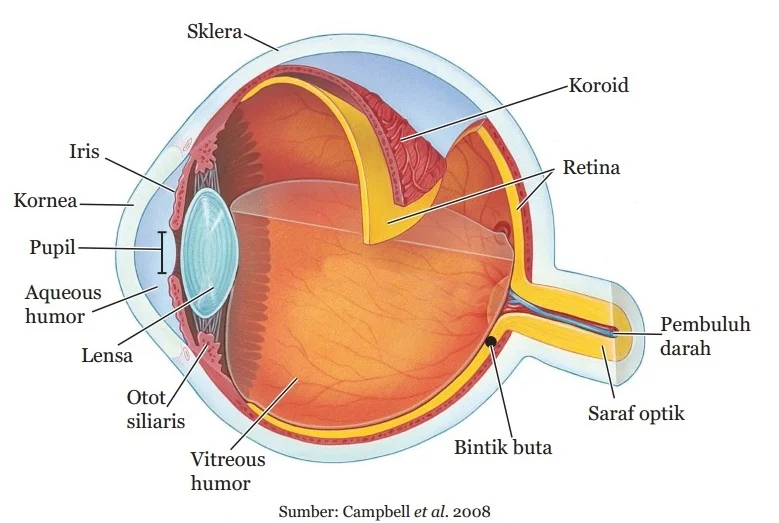 Sklera
Koroid
Iris
Retina
Kornea
Pupil
Aqueous
humor
Pembuluh
darah
Lensa
Otot
siliaris
Saraf optik
Bintik buta
Vitreous
humor
Sumber: Campbell et al. 2008